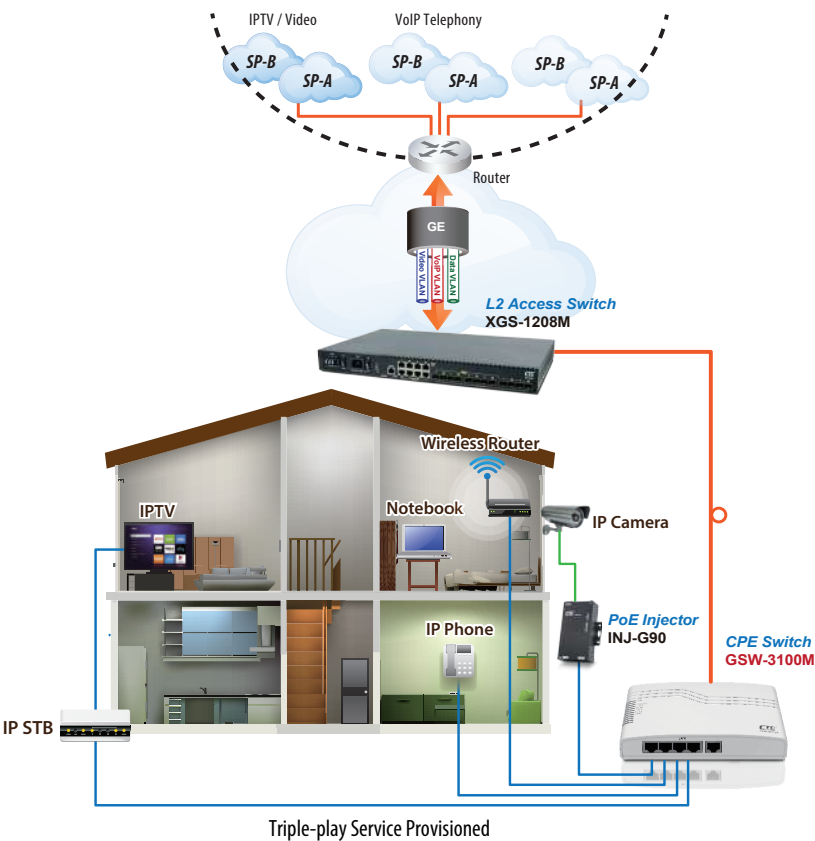 IPTV / Video
VoIP Telephony
SP-B
SP-A
SP-B
SP-A
SP-B
SP-A
Router
GE
Video VLAN
VoIP VLAN
Data VLAN
L2 Access Switch
XGS-1208M
Wireless Router
IPTV
Notebook
IP Camera
IP Phone
PoE Injector
INJ-G90
CPE Switch
GSW-3100M
IP STB
CTC
LAN
Triple-play Service Provisioned